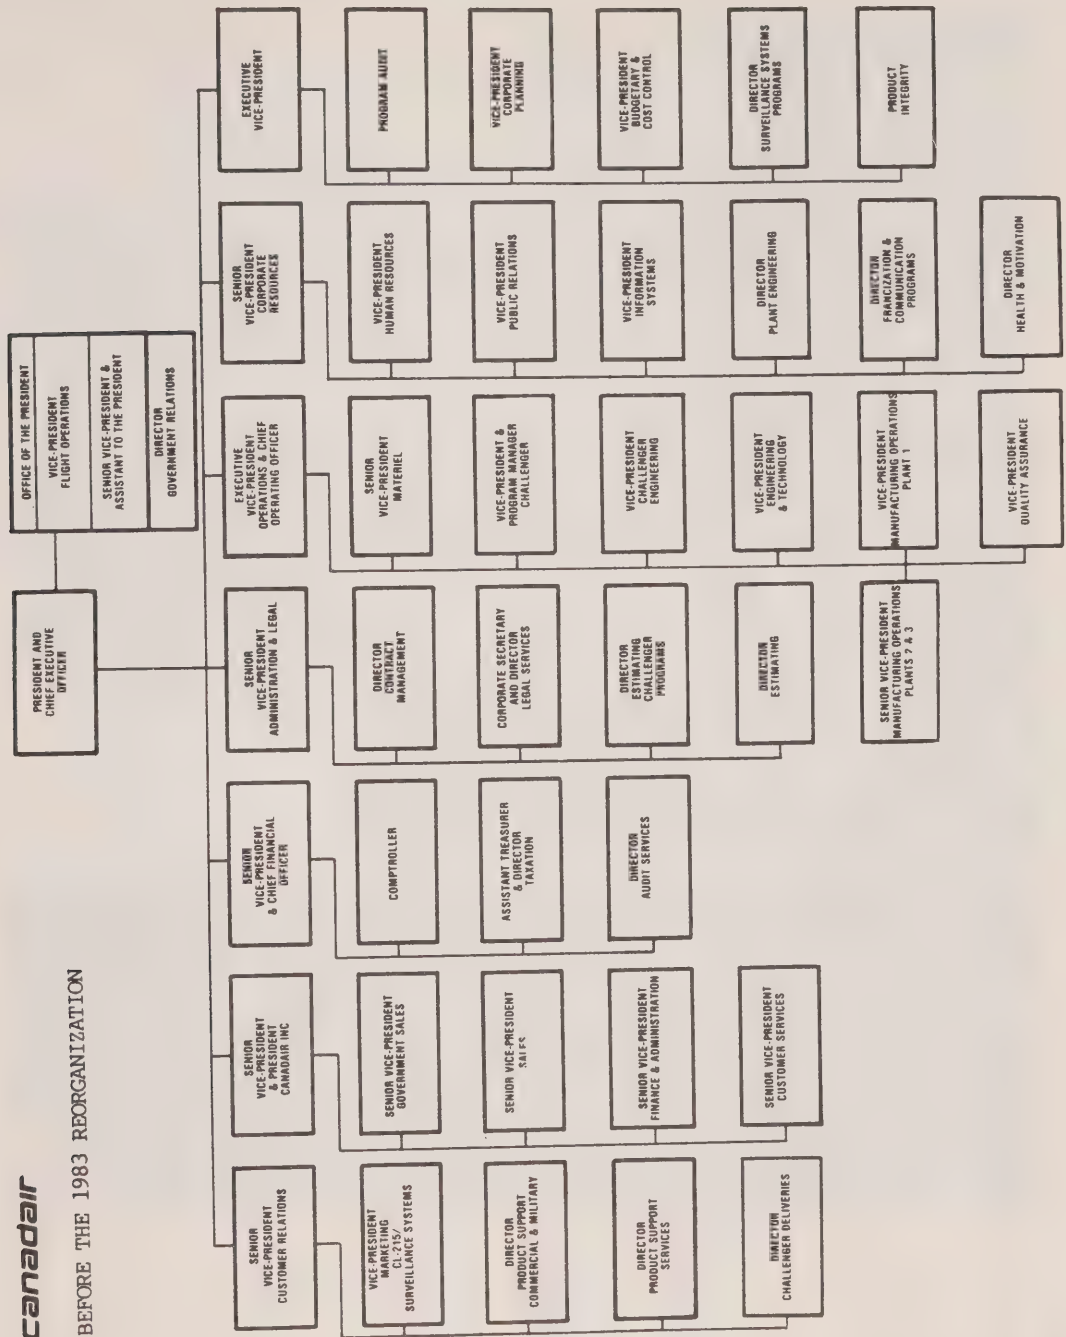 canadair
BEFORE THE 1983 REORGANIZATION
PRESIDENT AND
CHIEF EXECUTIVE
OFFICER
OFFICE OF THE PRESIDENT
VICE-PRESIDENT
FLIGHT OPERATIONS
SENIOR VICE-PRESIDENT &
ASSISTANT TO THE PRESIDENT
DIRECTOR
GOVERNMENT RELATIONS
SENIOR
VICE-PRESIDENT
CUSTOMER RELATIONS
VICE-PRESIDENT
MARKETING
CL-215/
SURVEILLANCE SYSTEMS
DIRECTOR
PRODUCT SUPPORT
COMMERCIAL & MILITARY
DIRECTOR
PRODUCT SUPPORT
SERVICES
DIRECTOR
CHALLENGER DELIVERIES
SENIOR
VICE-PRESIDENT
& PRESIDENT
CANADAIR INC
SENIOR VICE-PRESIDENT
GOVERNMENT SALES
SENIOR VICE-PRESIDENT
SALES
SENIOR VICE-PRESIDENT
FINANCE & ADMINISTRATION
SENIOR VICE-PRESIDENT
CUSTOMER SERVICES
SENIOR
VICE-PRESIDENT
& CHIEF FINANCIAL
OFFICER
COMPTROLLER
ASSISTANT TREASURER
& DIRECTOR
TAXATION
DIRECTOR
AUDIT SERVICES
SENIOR
VICE-PRESIDENT
ADMINISTRATION & LEGAL
DIRECTOR
CONTRACT
MANAGEMENT
CORPORATE SECRETARY
AND DIRECTOR
LEGAL SERVICES
DIRECTOR
ESTIMATING
CHALLENGER
PROGRAMS
DIRECTOR
ESTIMATING
EXECUTIVE
VICE-PRESIDENT
OPERATIONS & CHIEF
OPERATING OFFICER
SENIOR
VICE-PRESIDENT
MATERIEL
VICE-PRESIDENT &
PROGRAM MANAGER
CHALLENGER
VICE-PRESIDENT
CHALLENGER
ENGINEERING
VICE-PRESIDENT
ENGINEERING
& TECHNOLOGY
SENIOR VICE-PRESIDENT
MANUFACTURING OPERATIONS
PLANTS 2 & 3
VICE-PRESIDENT
MANUFACTURING OPERATIONS
PLANT 1
VICE-PRESIDENT
QUALITY ASSURANCE
SENIOR
VICE-PRESIDENT
CORPORATE
RESOURCES
VICE-PRESIDENT
HUMAN RESOURCES
VICE-PRESIDENT
PUBLIC RELATIONS
VICE-PRESIDENT
INFORMATION
SYSTEMS
DIRECTOR
PLANT ENGINEERING
DIRECTOR
FRANCIZATION &
COMMUNICATION
PROGRAMS
DIRECTOR
HEALTH & MOTIVATION
EXECUTIVE
VICE-PRESIDENT
PROGRAM AUDIT
VICE-PRESIDENT
CORPORATE
PLANNING
VICE-PRESIDENT
BUDGETARY &
COST CONTROL
DIRECTOR
SURVEILLANCE SYSTEMS
PROGRAMS
PRODUCT
INTEGRITY